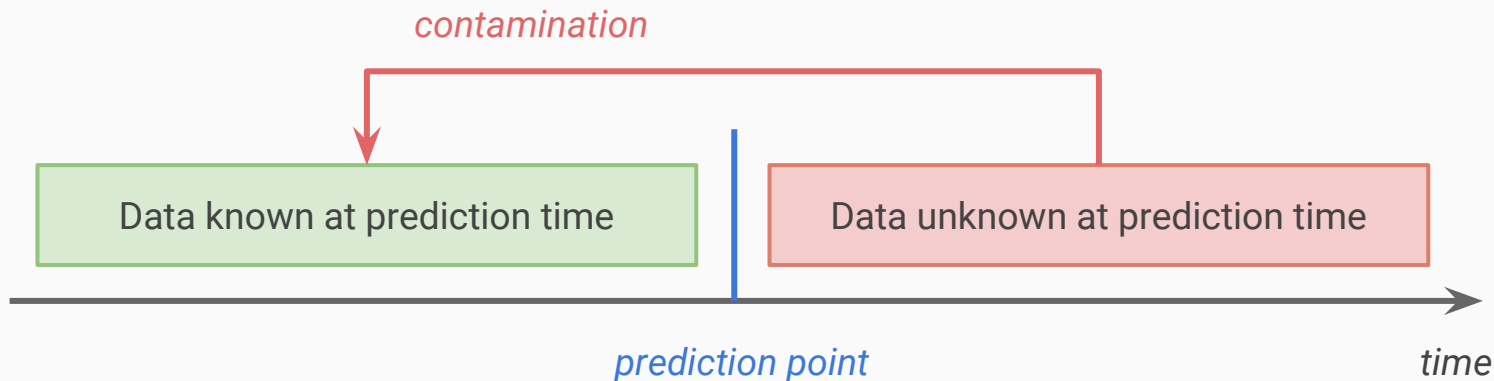 contamination
Data known at prediction time
Data unknown at prediction time
prediction point
time